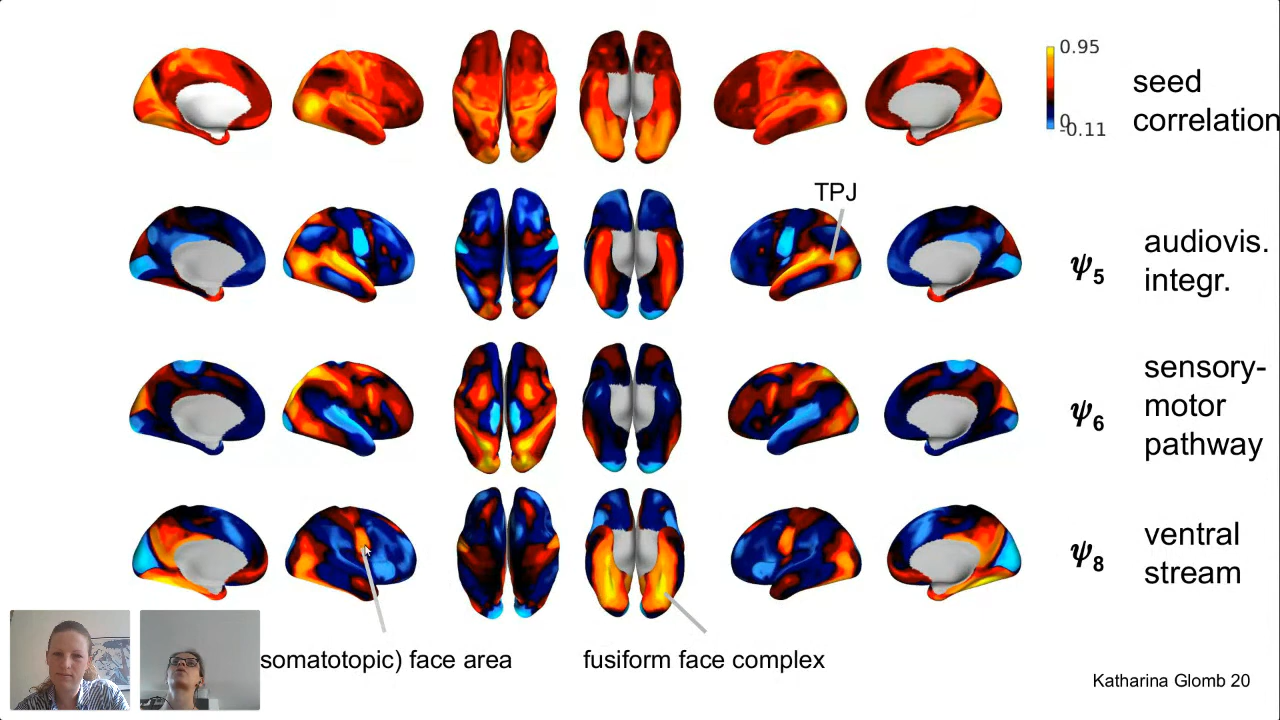 0.95
0
-0.11
seed
correlation
TPJ
ψ5
audiovis.
integr.
ψ6
sensory-
motor
pathway
ψ8
ventral
stream
somatotopic) face area
fusiform face complex
Katharina Glomb 20